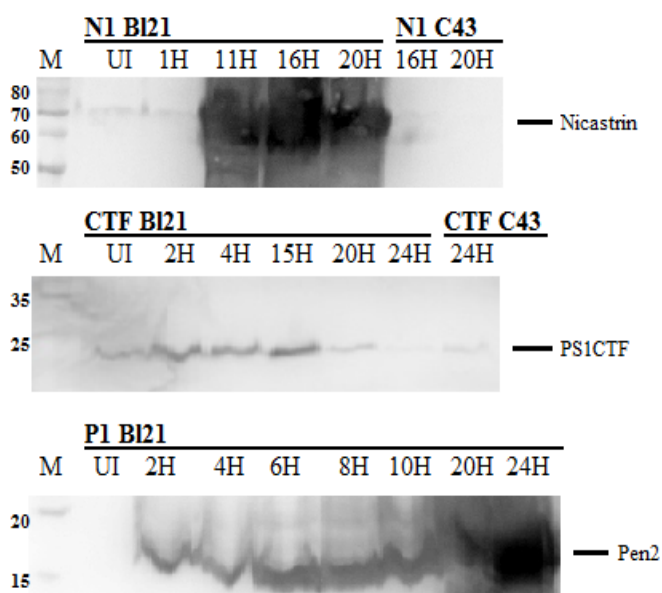 N1 Bl21 N1 C43
M UI 1H 11H 16H 20H 16H 20H
80
70
60
50
Nicastrin
CTF Bl21 CTF C43
M UI 2H 4H 15H 20H 24H 24H
35
25
PS1CTF
P1 Bl21
M UI 2H 4H 6H 8H 10H 20H 24H
20
15
Pen2